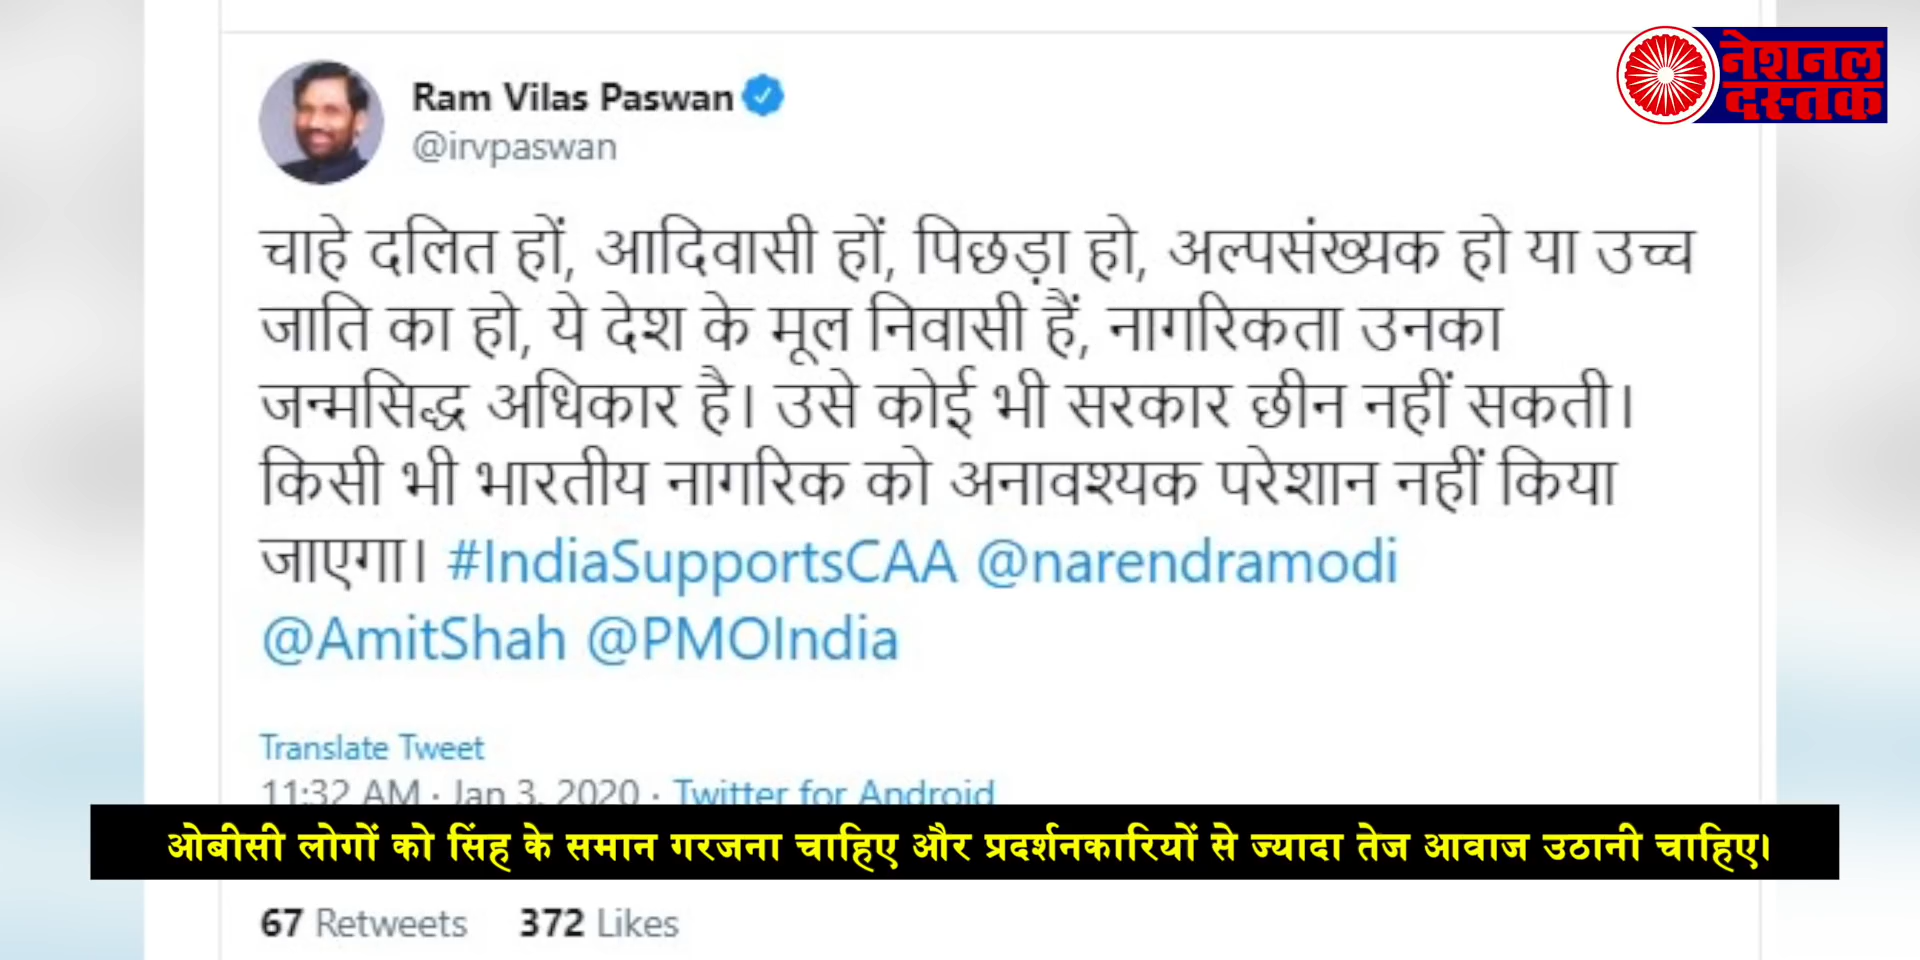 नेशनल
दस्तक
Ram Vilas Paswan
@irvpaswan
चाहे दलित हों, आदिवासी हों, पिछड़ा हो, अल्पसंख्यक हो या उच्च
जाति का हो, ये देश के मूल निवासी हैं, नागरिकता उनका
जन्मसिद्ध अधिकार है। उसे कोई भी सरकार छीन नहीं सकती।
किसी भी भारतीय नागरिक को अनावश्यक परेशान नहीं किया
जाएगा। #IndiaSupportsCAA @narendramodi
@AmitShah @PMOIndia
Translate Tweet
11:32 AM · Jan 3, 2020 · Twitter for Android
ओबीसी लोगों को सिंह के समान गरजना चाहिए और प्रदर्शनकारियों से ज्यादा तेज आवाज उठानी चाहिए।
67 Retweets 372 Likes